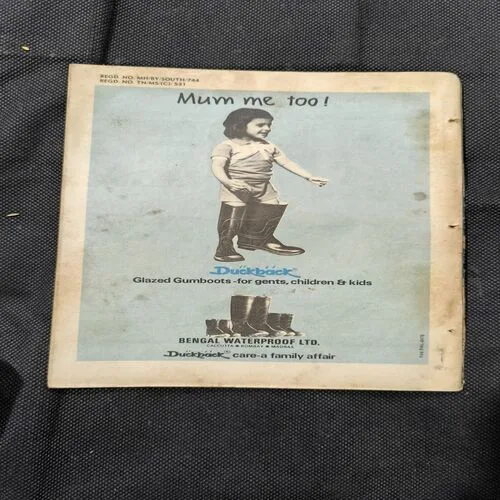 REGD. NO. MH/BY-SOUTH/744
REGD. NO. TN/MS(C) 531
Mum me too!
Duckback
Glazed Gumboots-for gents, children & kids
BENGAL WATERPROOF LTD.
CALCUTTA • BOMBAY • MADRAS
Duckback® care-a family affair